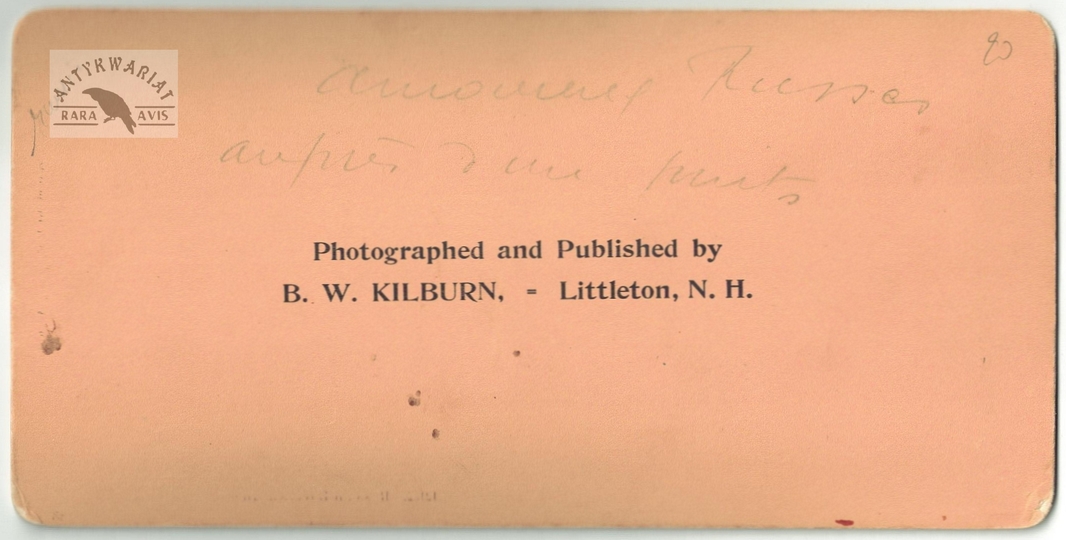 90
ANTYKWARIAT
RARA AVIS
Amoureux Russes
auprès d'un puits
Photographed and Published by
B. W. KILBURN, = Littleton, N. H.